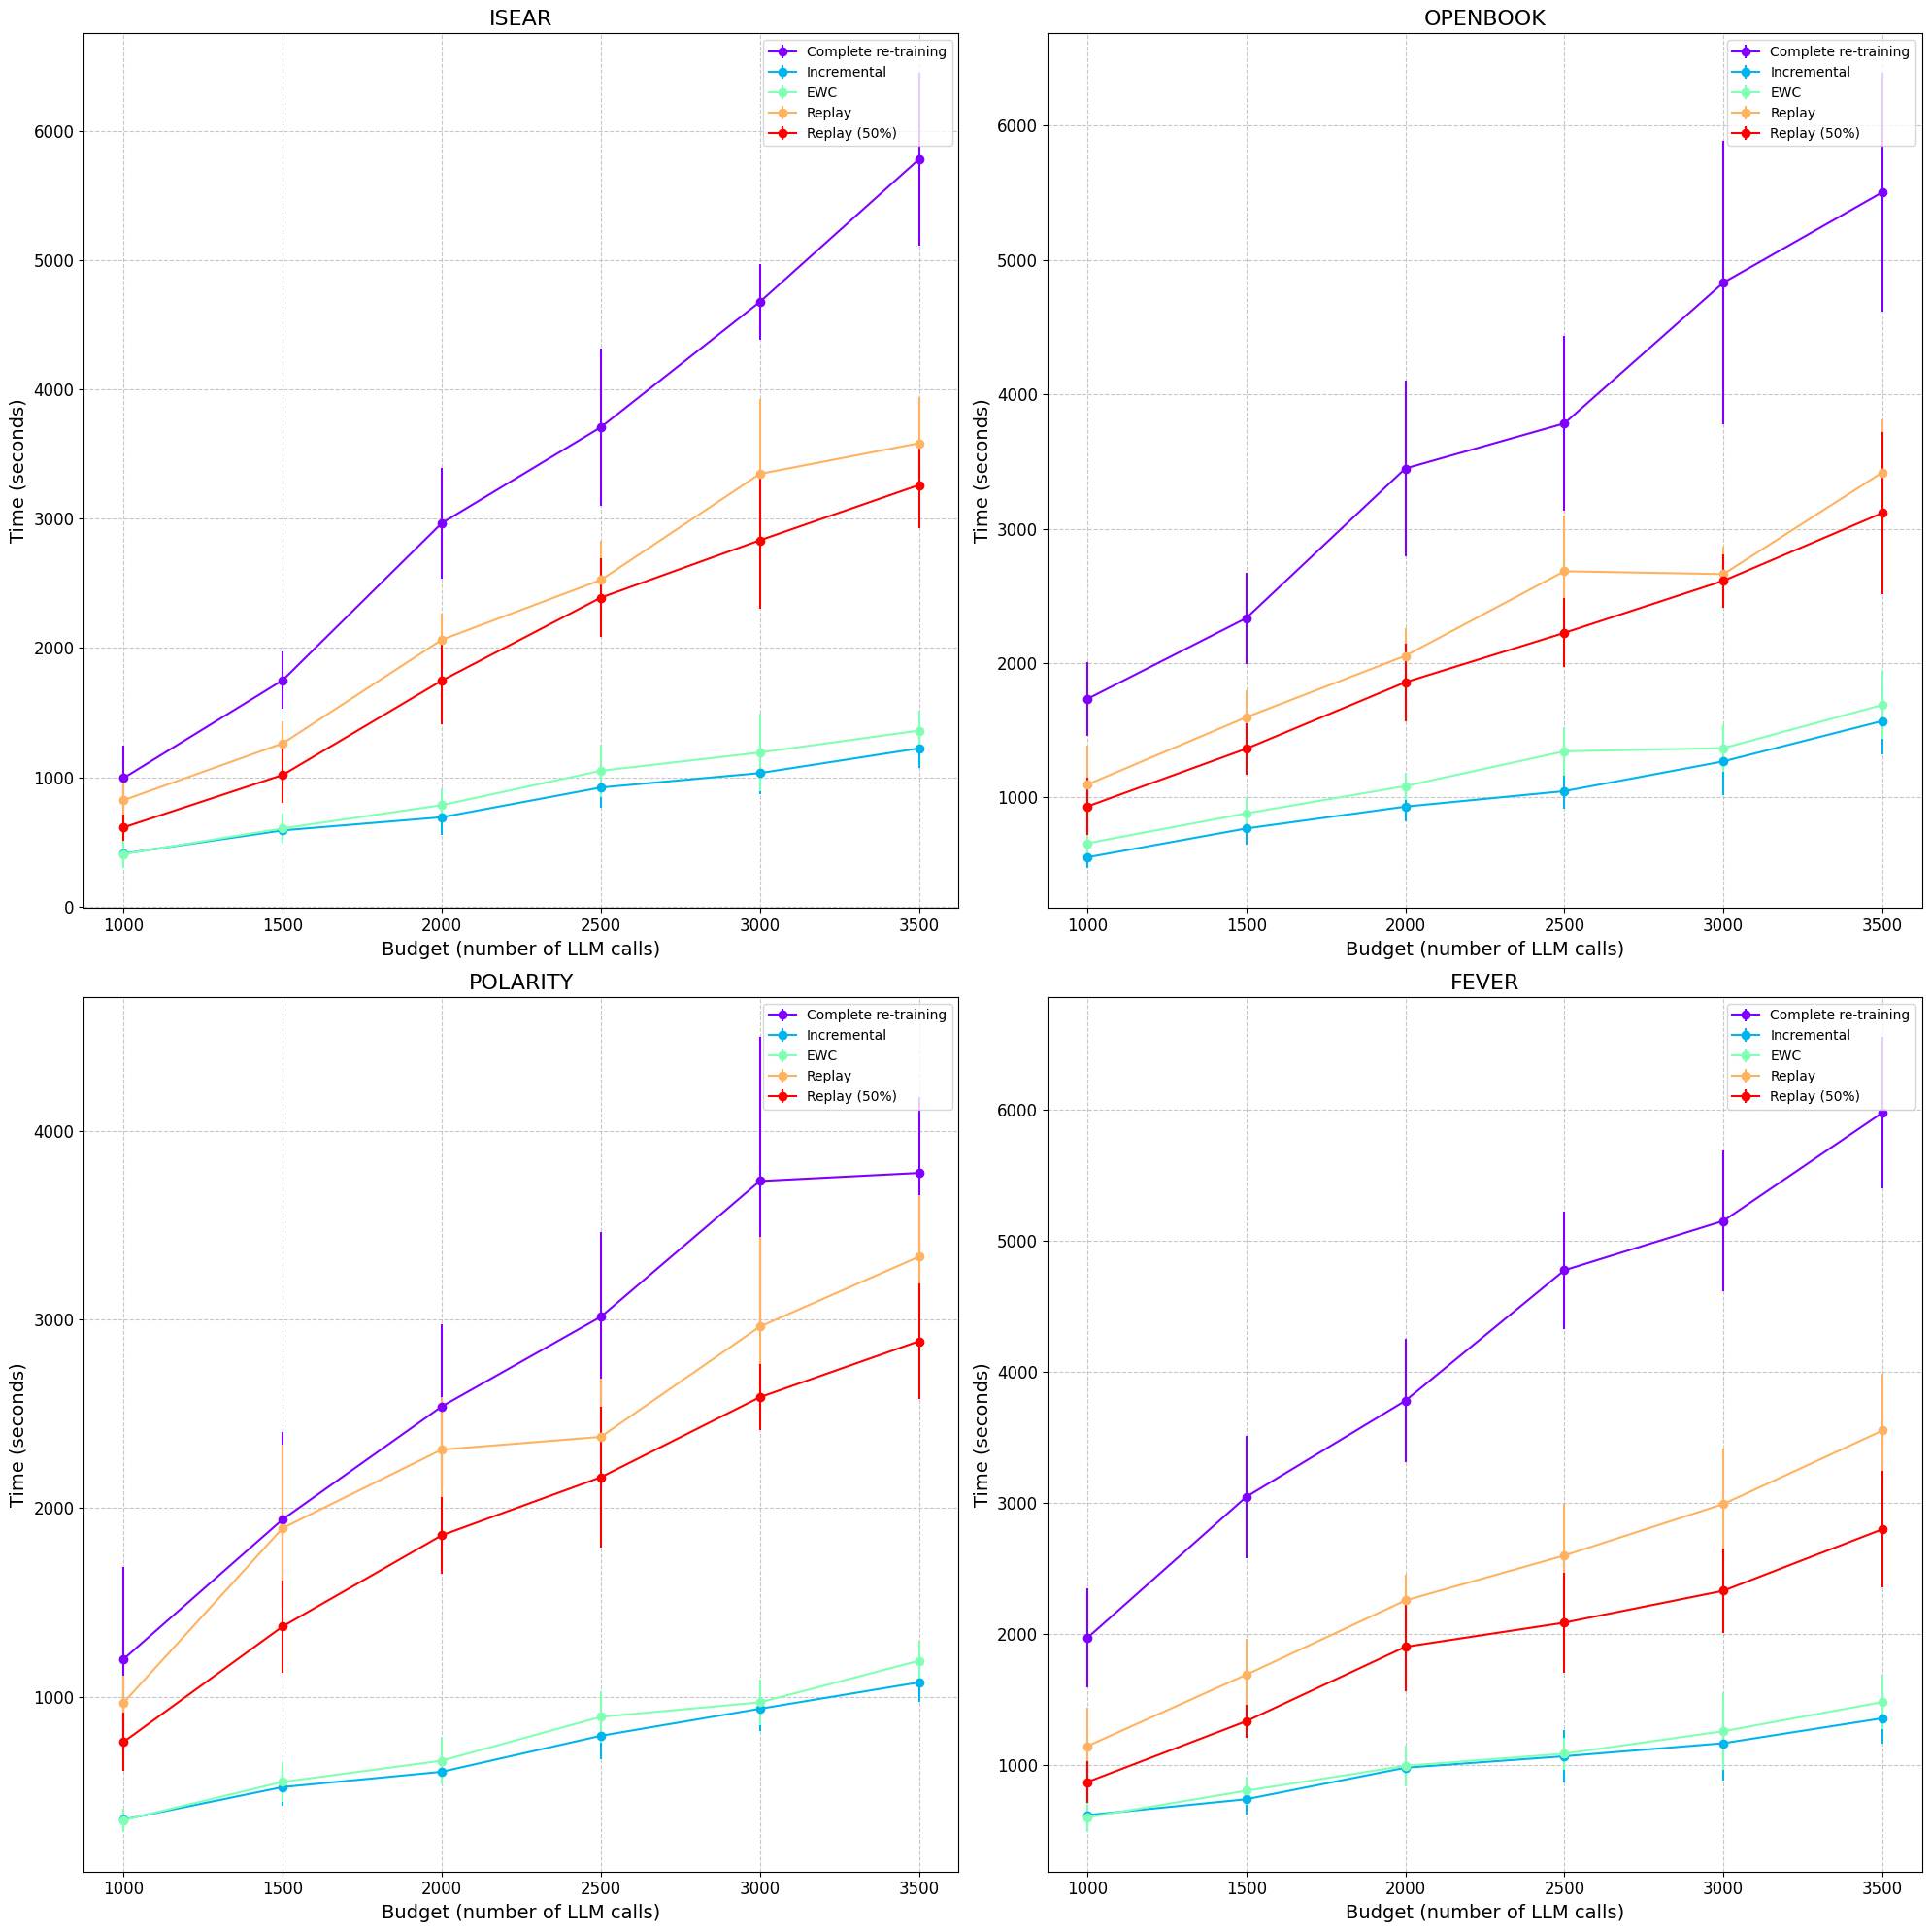 ISEAR
Time (seconds)
6000
5000
4000
3000
2000
1000
0
Complete re-training
Incremental
EWC
Replay
Replay (50%)
1000 1500 2000 2500 3000 3500
Budget (number of LLM calls)
OPENBOOK
Time (seconds)
6000
5000
4000
3000
2000
1000
Complete re-training
Incremental
EWC
Replay
Replay (50%)
1000 1500 2000 2500 3000 3500
Budget (number of LLM calls)
POLARITY
Time (seconds)
4000
3000
2000
1000
Complete re-training
Incremental
EWC
Replay
Replay (50%)
1000 1500 2000 2500 3000 3500
Budget (number of LLM calls)
FEVER
Time (seconds)
6000
5000
4000
3000
2000
1000
Complete re-training
Incremental
EWC
Replay
Replay (50%)
1000 1500 2000 2500 3000 3500
Budget (number of LLM calls)